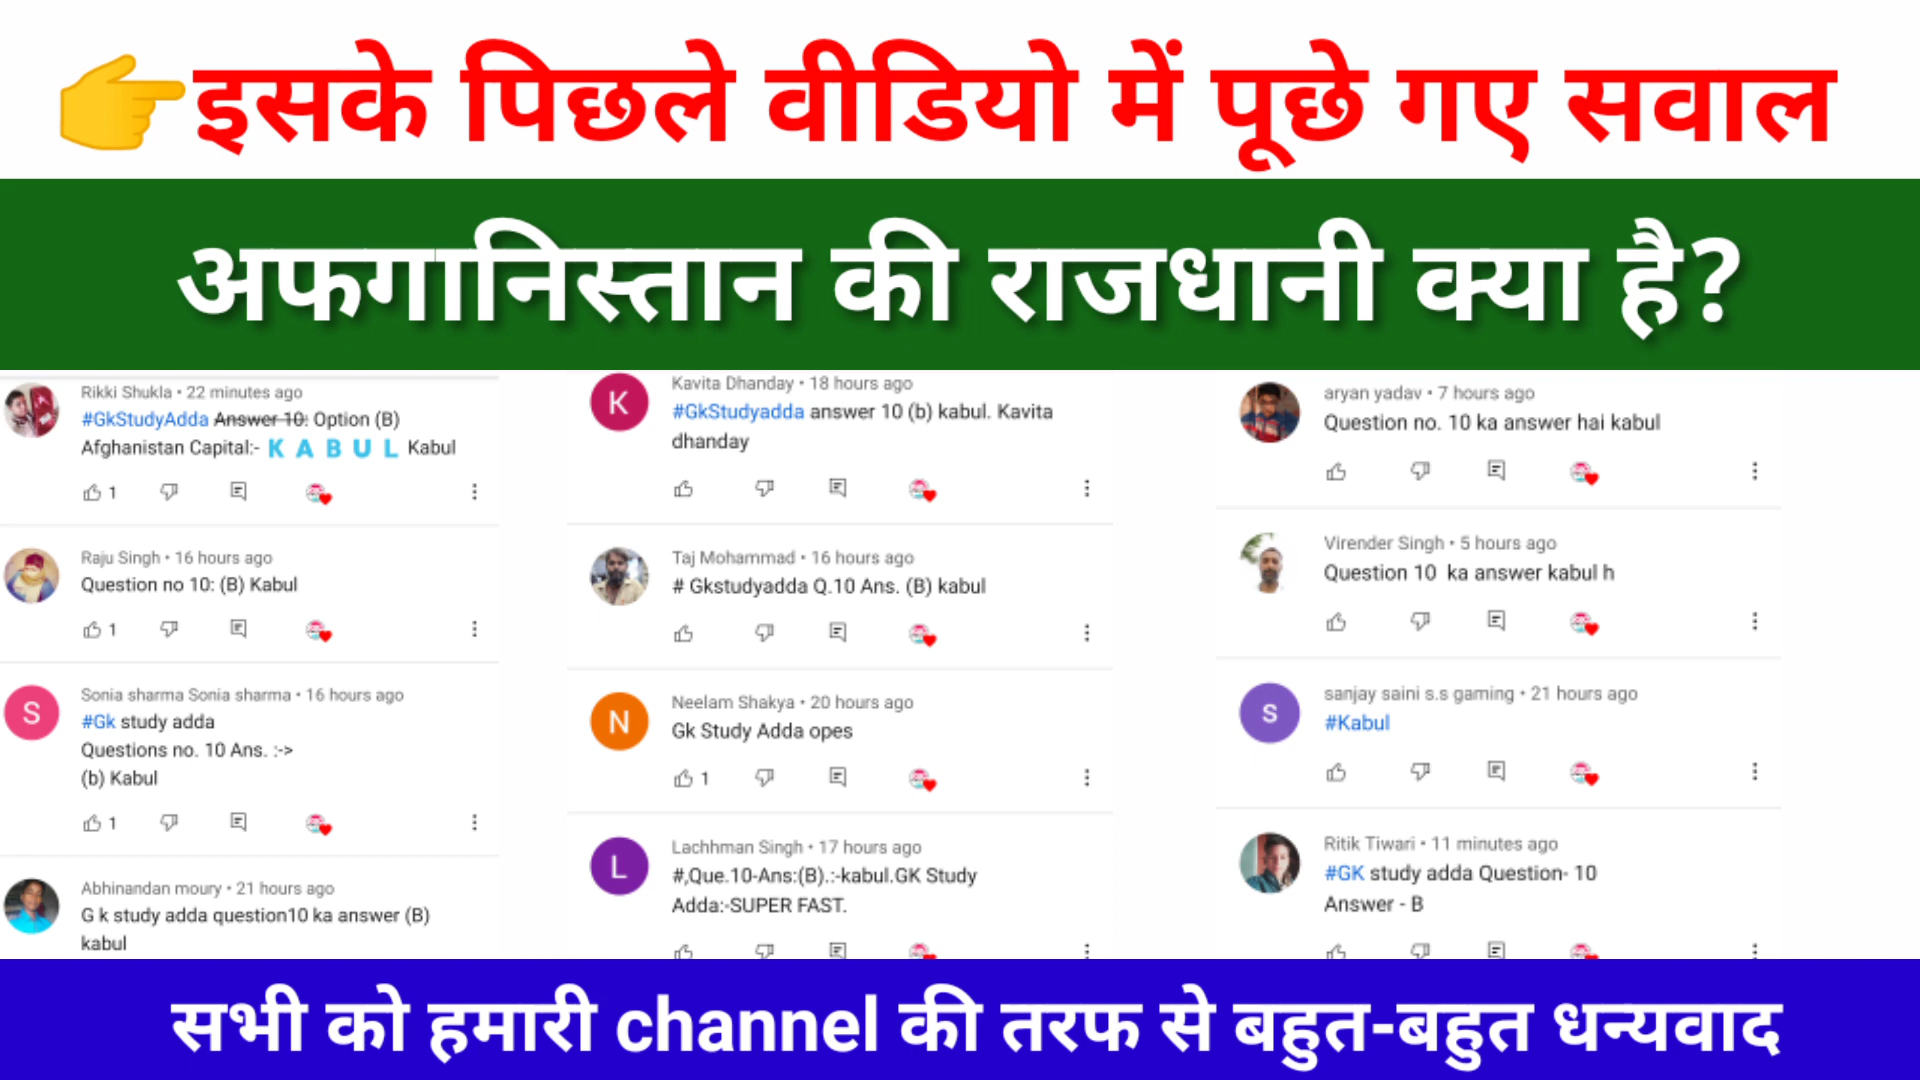 👉इसके पिछले वीडियो में पूछे गए सवाल
अफगानिस्तान की राजधानी क्या है?
Rikki Shukla • 22 minutes ago
#GkStudyAdda Answer 10: Option (B)
Afghanistan Capital:- K A B U L Kabul
1
Raju Singh • 16 hours ago
Question no 10: (B) Kabul
1
S
Sonia sharma Sonia sharma • 16 hours ago
#Gk study adda
Questions no. 10 Ans. :->
(b) Kabul
1
Abhinandan moury • 21 hours ago
G k study adda question10 ka answer (B)
kabul
K
Kavita Dhanday • 18 hours ago
#GkStudyadda answer 10 (b) kabul. Kavita
dhanday
Taj Mohammad • 16 hours ago
# Gkstudyadda Q.10 Ans. (B) kabul
N
Neelam Shakya • 20 hours ago
Gk Study Adda opes
1
L
Lachhman Singh • 17 hours ago
#,Que.10-Ans:(B).:-kabul.GK Study
Adda:-SUPER FAST.
aryan yadav • 7 hours ago
Question no. 10 ka answer hai kabul
Virender Singh • 5 hours ago
Question 10 ka answer kabul h
s
sanjay saini s.s gaming • 21 hours ago
#Kabul
Ritik Tiwari • 11 minutes ago
#GK study adda Question- 10
Answer - B
सभी को हमारी channel की तरफ से बहुत-बहुत धन्यवाद